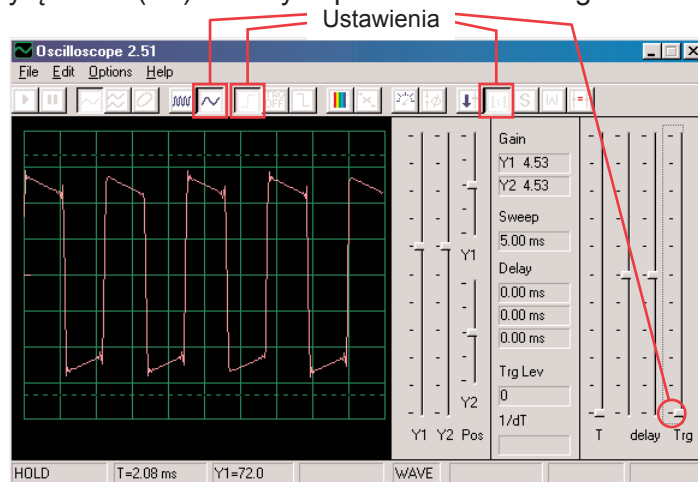 Ustawienia
Oscilloscope 2.51
File Edit Options Help
TRG OFF
S W
Gain
Y1 4.53
Y2 4.53
Sweep
5.00 ms
Delay
0.00 ms
0.00 ms
0.00 ms
Trg Lev
0
1/dT
Y1
Y2
Y1 Y2 Pos
T delay Trg
HOLD T=2.08 ms Y1=72.0 WAVE